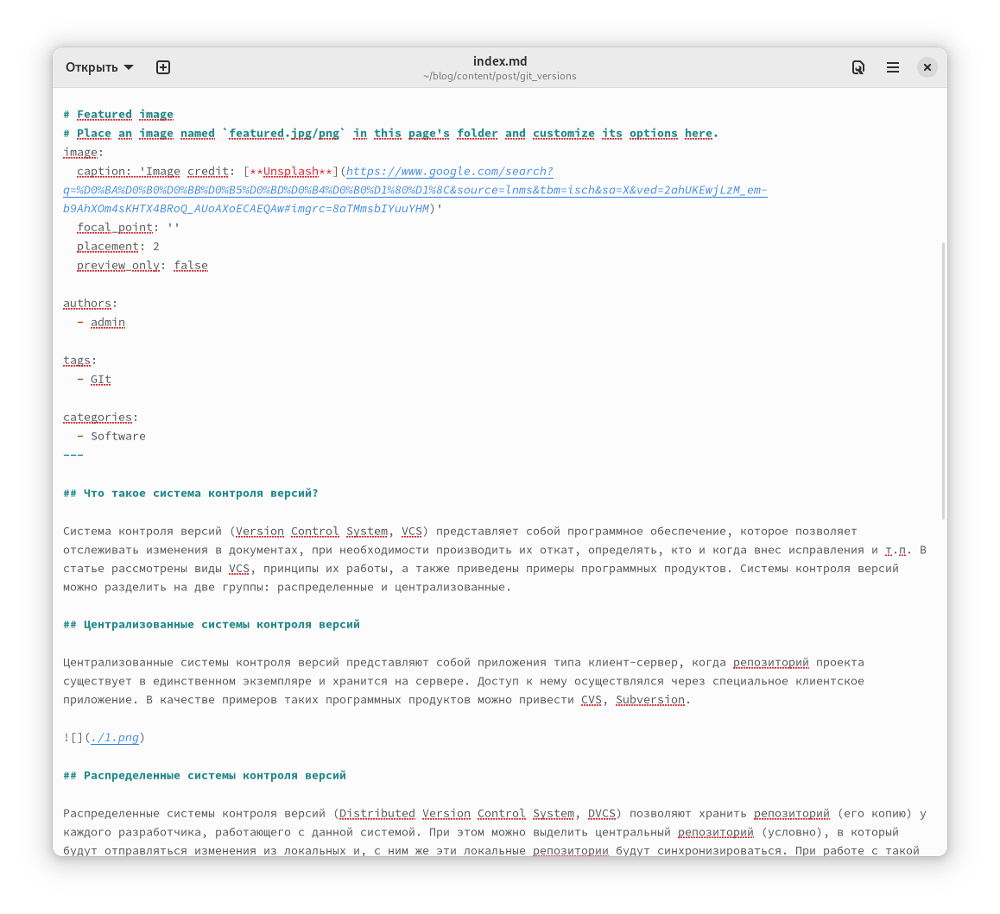 Открыть
index.md
~/blog/content/post/git_versions
# Featured image
# Place an image named `featured.jpg/png` in this page's folder and customize its options here.
image:
  caption: 'Image credit: [**Unsplash**](https://www.google.com/search?
q=%D0%BA%D0%B0%D0%BB%D0%B5%D0%BD%D0%B4%D0%B0%D1%80%D1%8C&source=lnms&tbm=isch&sa=X&ved=2ahUKEwjLzM_em-
b9AhXOm4sKHTX4BRoQ_AUoAXoECAEQAw#imgrc=8aTMmsbIYuuYHM)'
  focal_point: ''
  placement: 2
  preview_only: false
authors:
  - admin
tags:
  - GIt
categories:
  - Software
---
## Что такое система контроля версий?
Система контроля версий (Version Control System, VCS) представляет собой программное обеспечение, которое позволяет
отслеживать изменения в документах, при необходимости производить их откат, определять, кто и когда внес исправления и т.п. В
статье рассмотрены виды VCS, принципы их работы, а также приведены примеры программных продуктов. Системы контроля версий
можно разделить на две группы: распределенные и централизованные.
## Централизованные системы контроля версий
Централизованные системы контроля версий представляют собой приложения типа клиент-сервер, когда репозиторий проекта
существует в единственном экземпляре и хранится на сервере. Доступ к нему осуществлялся через специальное клиентское
приложение. В качестве примеров таких программных продуктов можно привести CVS, Subversion.
![](./1.png)
## Распределенные системы контроля версий
Распределенные системы контроля версий (Distributed Version Control System, DVCS) позволяют хранить репозиторий (его копию) у
каждого разработчика, работающего с данной системой. При этом можно выделить центральный репозиторий (условно), в который
будут отправляться изменения из локальных и, с ним же эти локальные репозитории будут синхронизироваться. При работе с такой